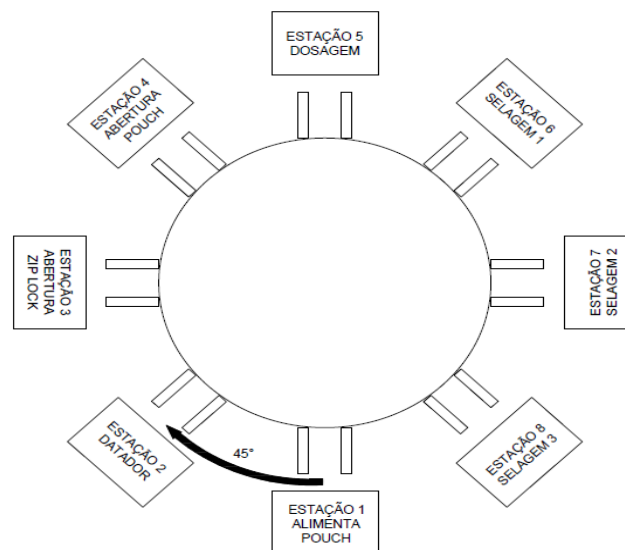 ESTAÇÃO 5
DOSAGEM
ESTAÇÃO 4
ABERTURA
POUCH
ESTAÇÃO 6
SELAGEM 1
ESTAÇÃO 3
ABERTURA
ZIP LOCK
ESTAÇÃO 7
SELAGEM 2
ESTAÇÃO 2
DATADOR
45°
ESTAÇÃO 8
SELAGEM 3
ESTAÇÃO 1
ALIMENTA
POUCH